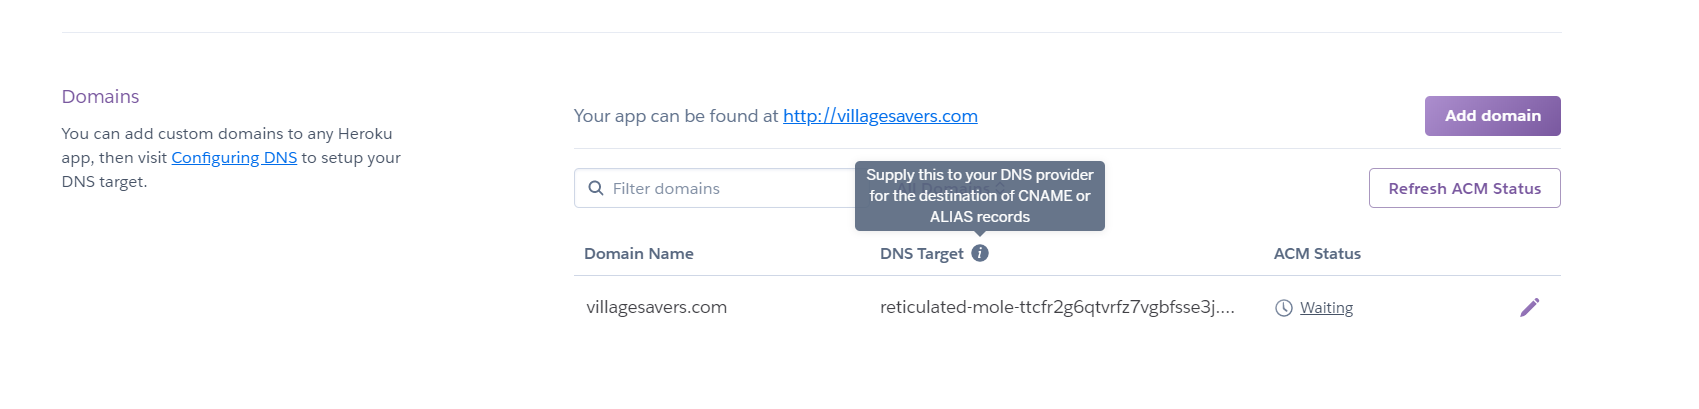 Domains
You can add custom domains to any Heroku
app, then visit Configuring DNS to setup your
DNS target.
Your app can be found at http://villagesavers.com
Add domain
Filter domains
Supply this to your DNS provider
for the destination of CNAME or
ALIAS records
Refresh ACM Status
Domain Name
DNS Target
ACM Status
villagesavers.com
reticulated-mole-ttcfr2g6qtvrfz7vgbfsse3j....
Waiting